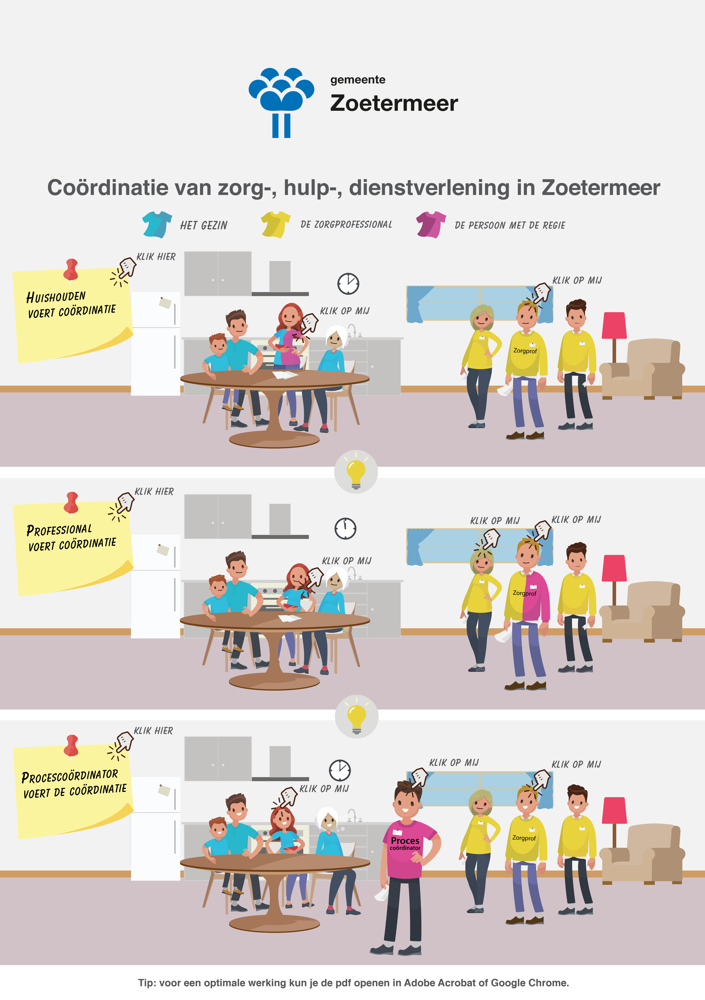 gemeente
Zoetermeer
Coördinatie van zorg-, hulp-, dienstverlening in Zoetermeer
HET GEZIN
DE ZORGPROFESSIONAL
DE PERSOON MET DE REGIE
KLIK HIER
HUISHOUDEN
VOERT COÖRDINATIE
KLIK OP MIJ
KLIK OP MIJ
Zorgprof
KLIK HIER
PROFESSIONAL
VOERT COÖRDINATIE
KLIK OP MIJ
KLIK OP MIJ
KLIK OP MIJ
Zorgprof
KLIK HIER
PROCESCOÖRDINATOR
VOERT DE COÖRDINATIE
KLIK OP MIJ
KLIK OP MIJ
KLIK OP MIJ
Proces
coördinator
Zorgprof
Tip: voor een optimale werking kun je de pdf openen in Adobe Acrobat of Google Chrome.